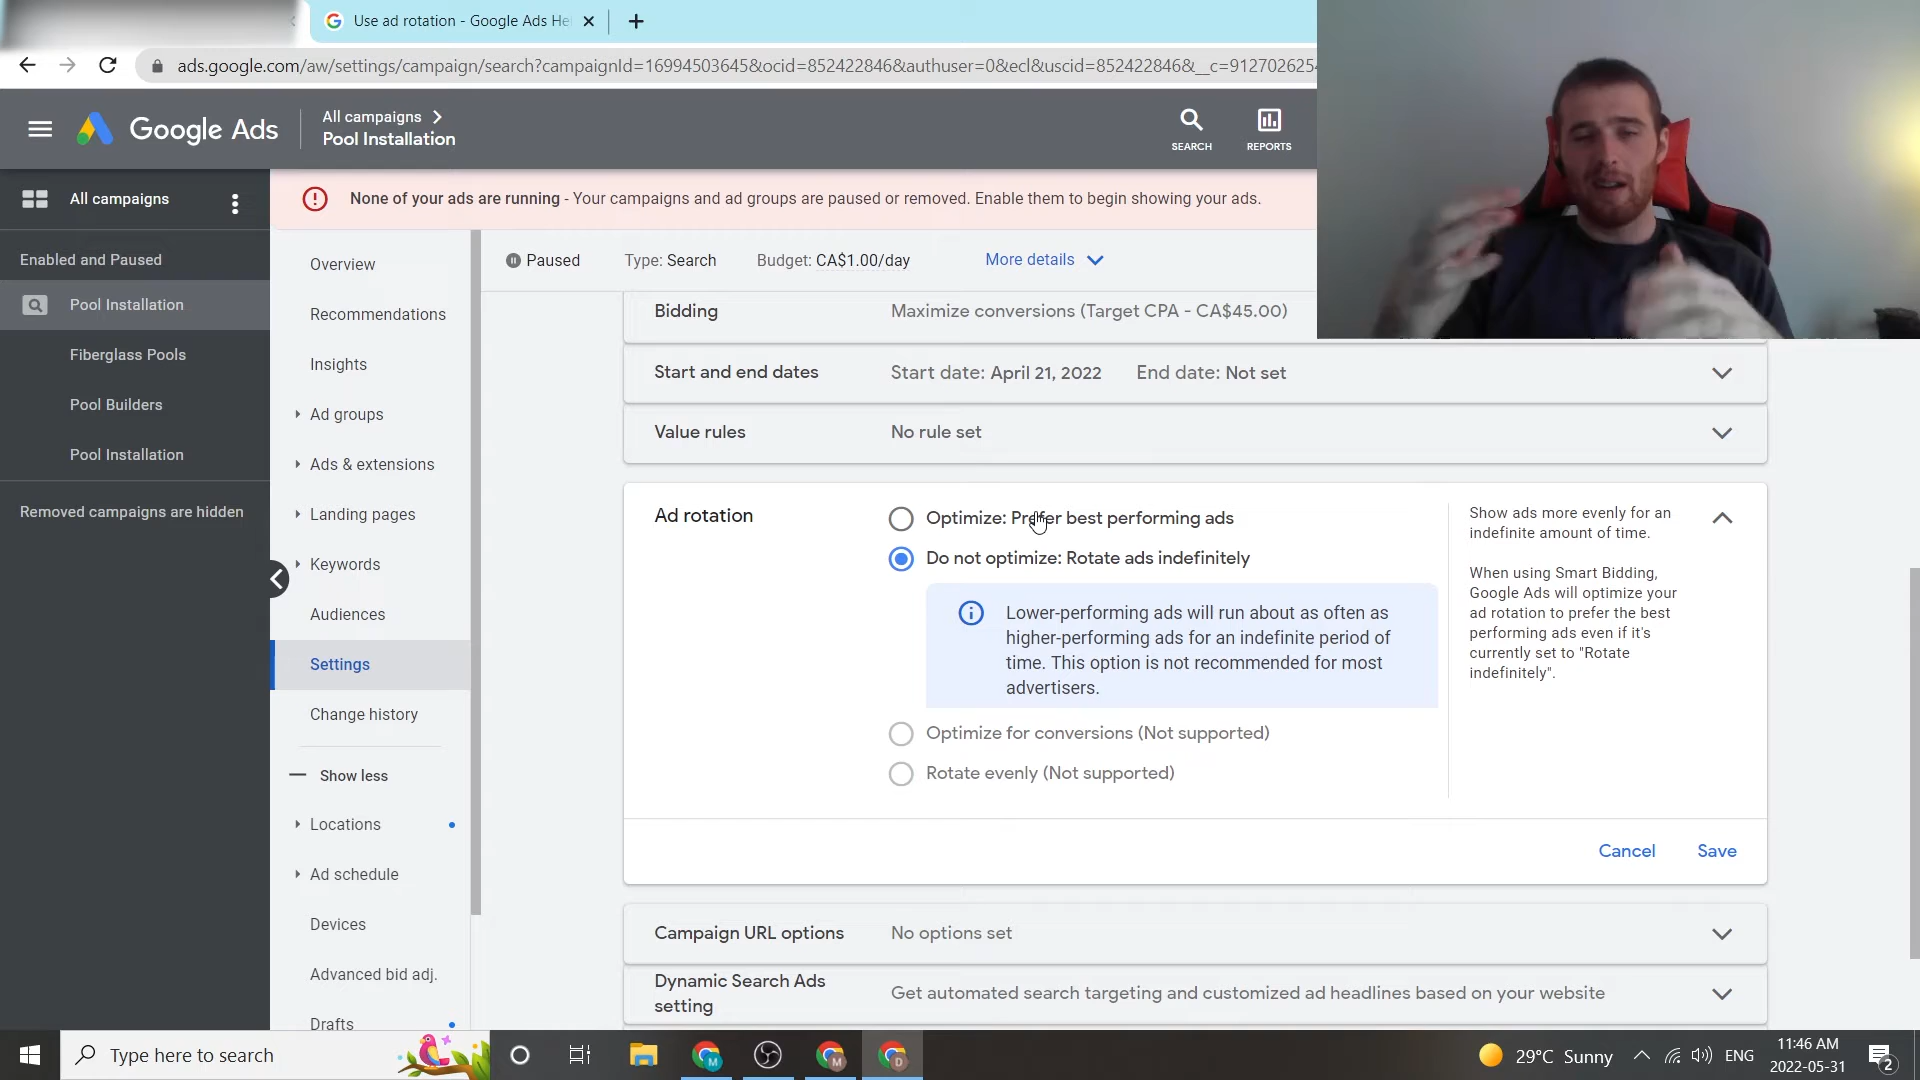 Use ad rotation - Google Ads He
ads.google.com/aw/settings/campaign/search?campaignId=16994503645&ocid=852422846&authuser=0&ecl&uscid=852422846&__c=912702625
Google Ads
All campaigns
Pool Installation
SEARCH
REPORTS
All campaigns
None of your ads are running - Your campaigns and ad groups are paused or removed. Enable them to begin showing your ads.
Enabled and Paused
Pool Installation
Fiberglass Pools
Pool Builders
Pool Installation
Removed campaigns are hidden
Overview
Recommendations
Insights
Ad groups
Ads & extensions
Landing pages
Keywords
Audiences
Settings
Change history
Show less
Locations
Ad schedule
Devices
Advanced bid adj.
Drafts
Paused
Type: Search
Budget: CA$1.00/day
More details
Bidding
Maximize conversions (Target CPA - CA$45.00)
Start and end dates
Start date: April 21, 2022
End date: Not set
Value rules
No rule set
Ad rotation
Optimize: Prefer best performing ads
Do not optimize: Rotate ads indefinitely
Lower-performing ads will run about as often as
higher-performing ads for an indefinite period of
time. This option is not recommended for most
advertisers.
Optimize for conversions (Not supported)
Rotate evenly (Not supported)
Show ads more evenly for an
indefinite amount of time.
When using Smart Bidding,
Google Ads will optimize your
ad rotation to prefer the best
performing ads even if it's
currently set to "Rotate
indefinitely".
Cancel
Save
Campaign URL options
No options set
Dynamic Search Ads
setting
Get automated search targeting and customized ad headlines based on your website
Type here to search
M
M
D
29°C Sunny
ENG
11:46 AM
2022-05-31
2